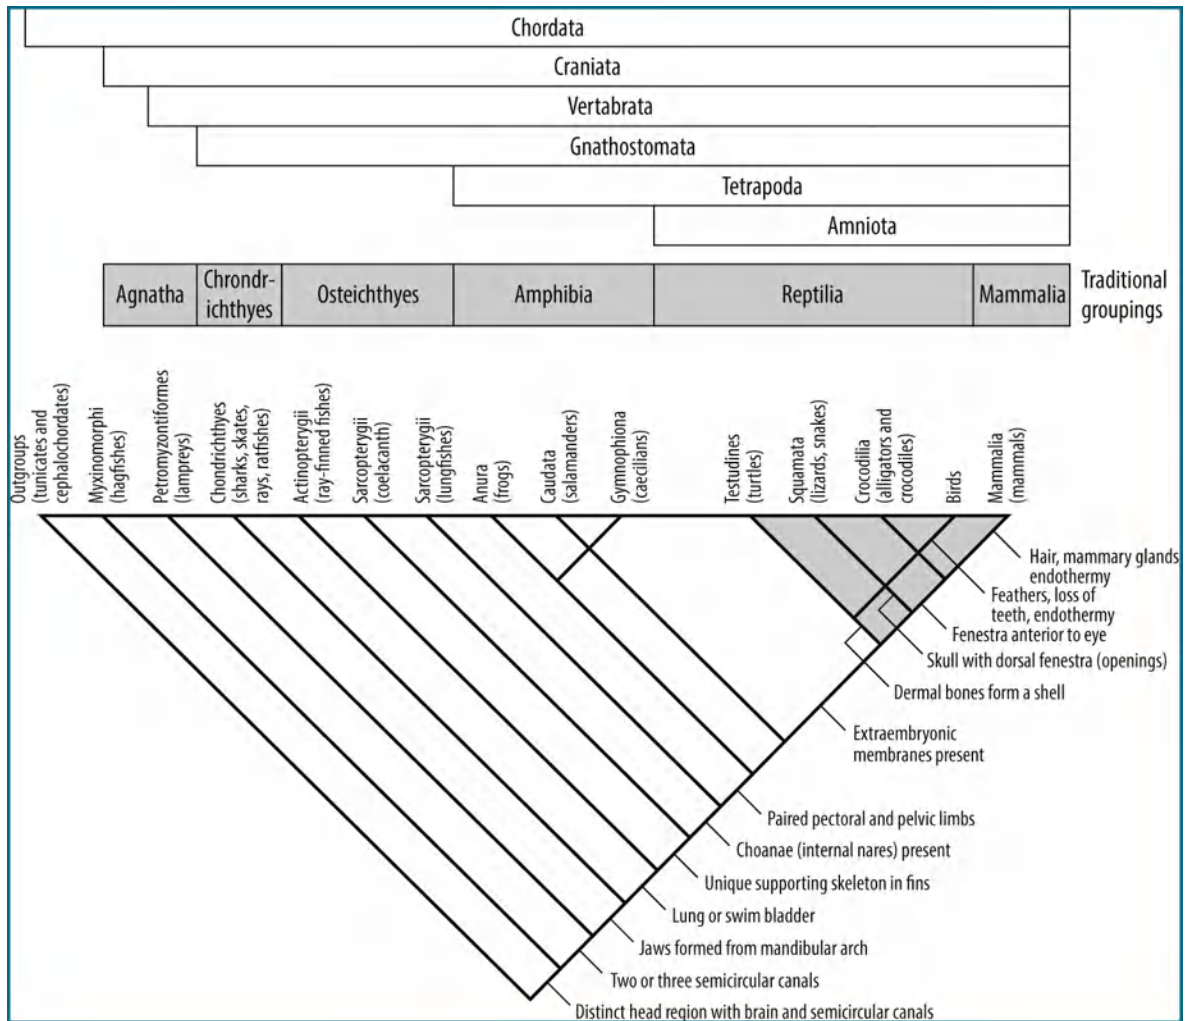 Chordata
Craniata
Vertabrata
Gnathostomata
Tetrapoda
Amniota
Agnatha
Chrondr-
ichthyes
Osteichthyes
Amphibia
Reptilia
Mammalia
Traditional
groupings
Outgroups
(tunicates and
cephalochordates)
Myxinomorphi
(hagfishes)
Petromyzontiformes
(lampreys)
Chondrichthyes
(sharks, skates,
rays, ratfishes)
Actinopterygii
(ray-finned fishes)
Sarcopterygii
(coelacanth)
Sarcopterygii
(lungfishes)
Anura
(frogs)
Caudata
(salamanders)
Gymnophiona
(caecilians)
Testudines
(turtles)
Squamata
(lizards, snakes)
Crocodilia
(alligators and
crocodiles)
Birds
Mammalia
(mammals)
Hair, mammary glands
endothermy
Feathers, loss of
teeth, endothermy
Fenestra anterior to eye
Skull with dorsal fenestra (openings)
Dermal bones form a shell
Extraembryonic
membranes present
Paired pectoral and pelvic limbs
Choanae (internal nares) present
Unique supporting skeleton in fins
Lung or swim bladder
Jaws formed from mandibular arch
Two or three semicircular canals
Distinct head region with brain and semicircular canals